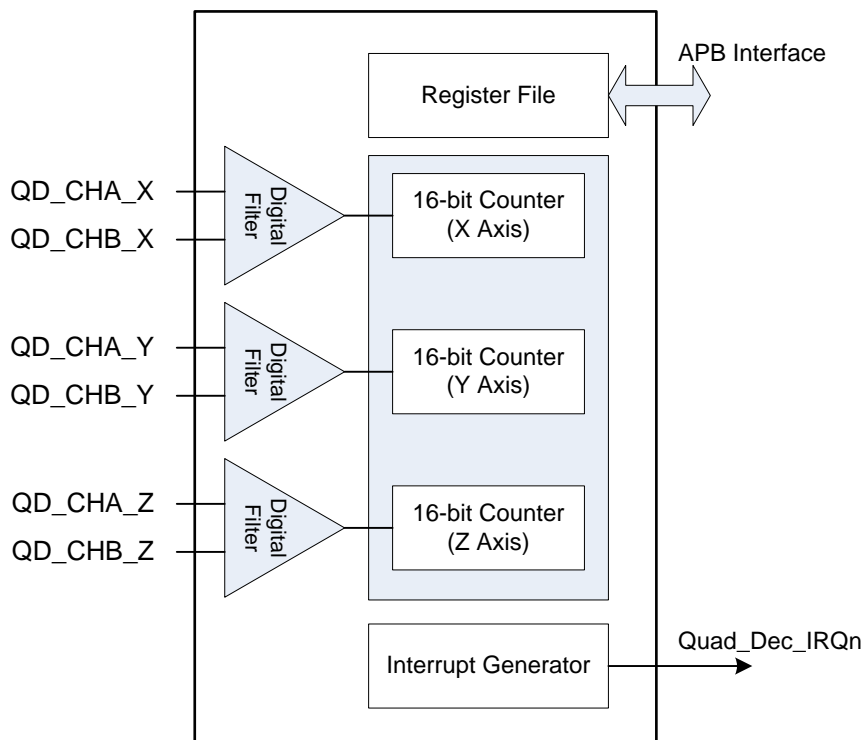 APB Interface
Register File
QD_CHA_X
QD_CHB_X
Digital
Filter
16-bit Counter
(X Axis)
QD_CHA_Y
QD_CHB_Y
Digital
Filter
16-bit Counter
(Y Axis)
QD_CHA_Z
QD_CHB_Z
Digital
Filter
16-bit Counter
(Z Axis)
Interrupt Generator
Quad_Dec_IRQn